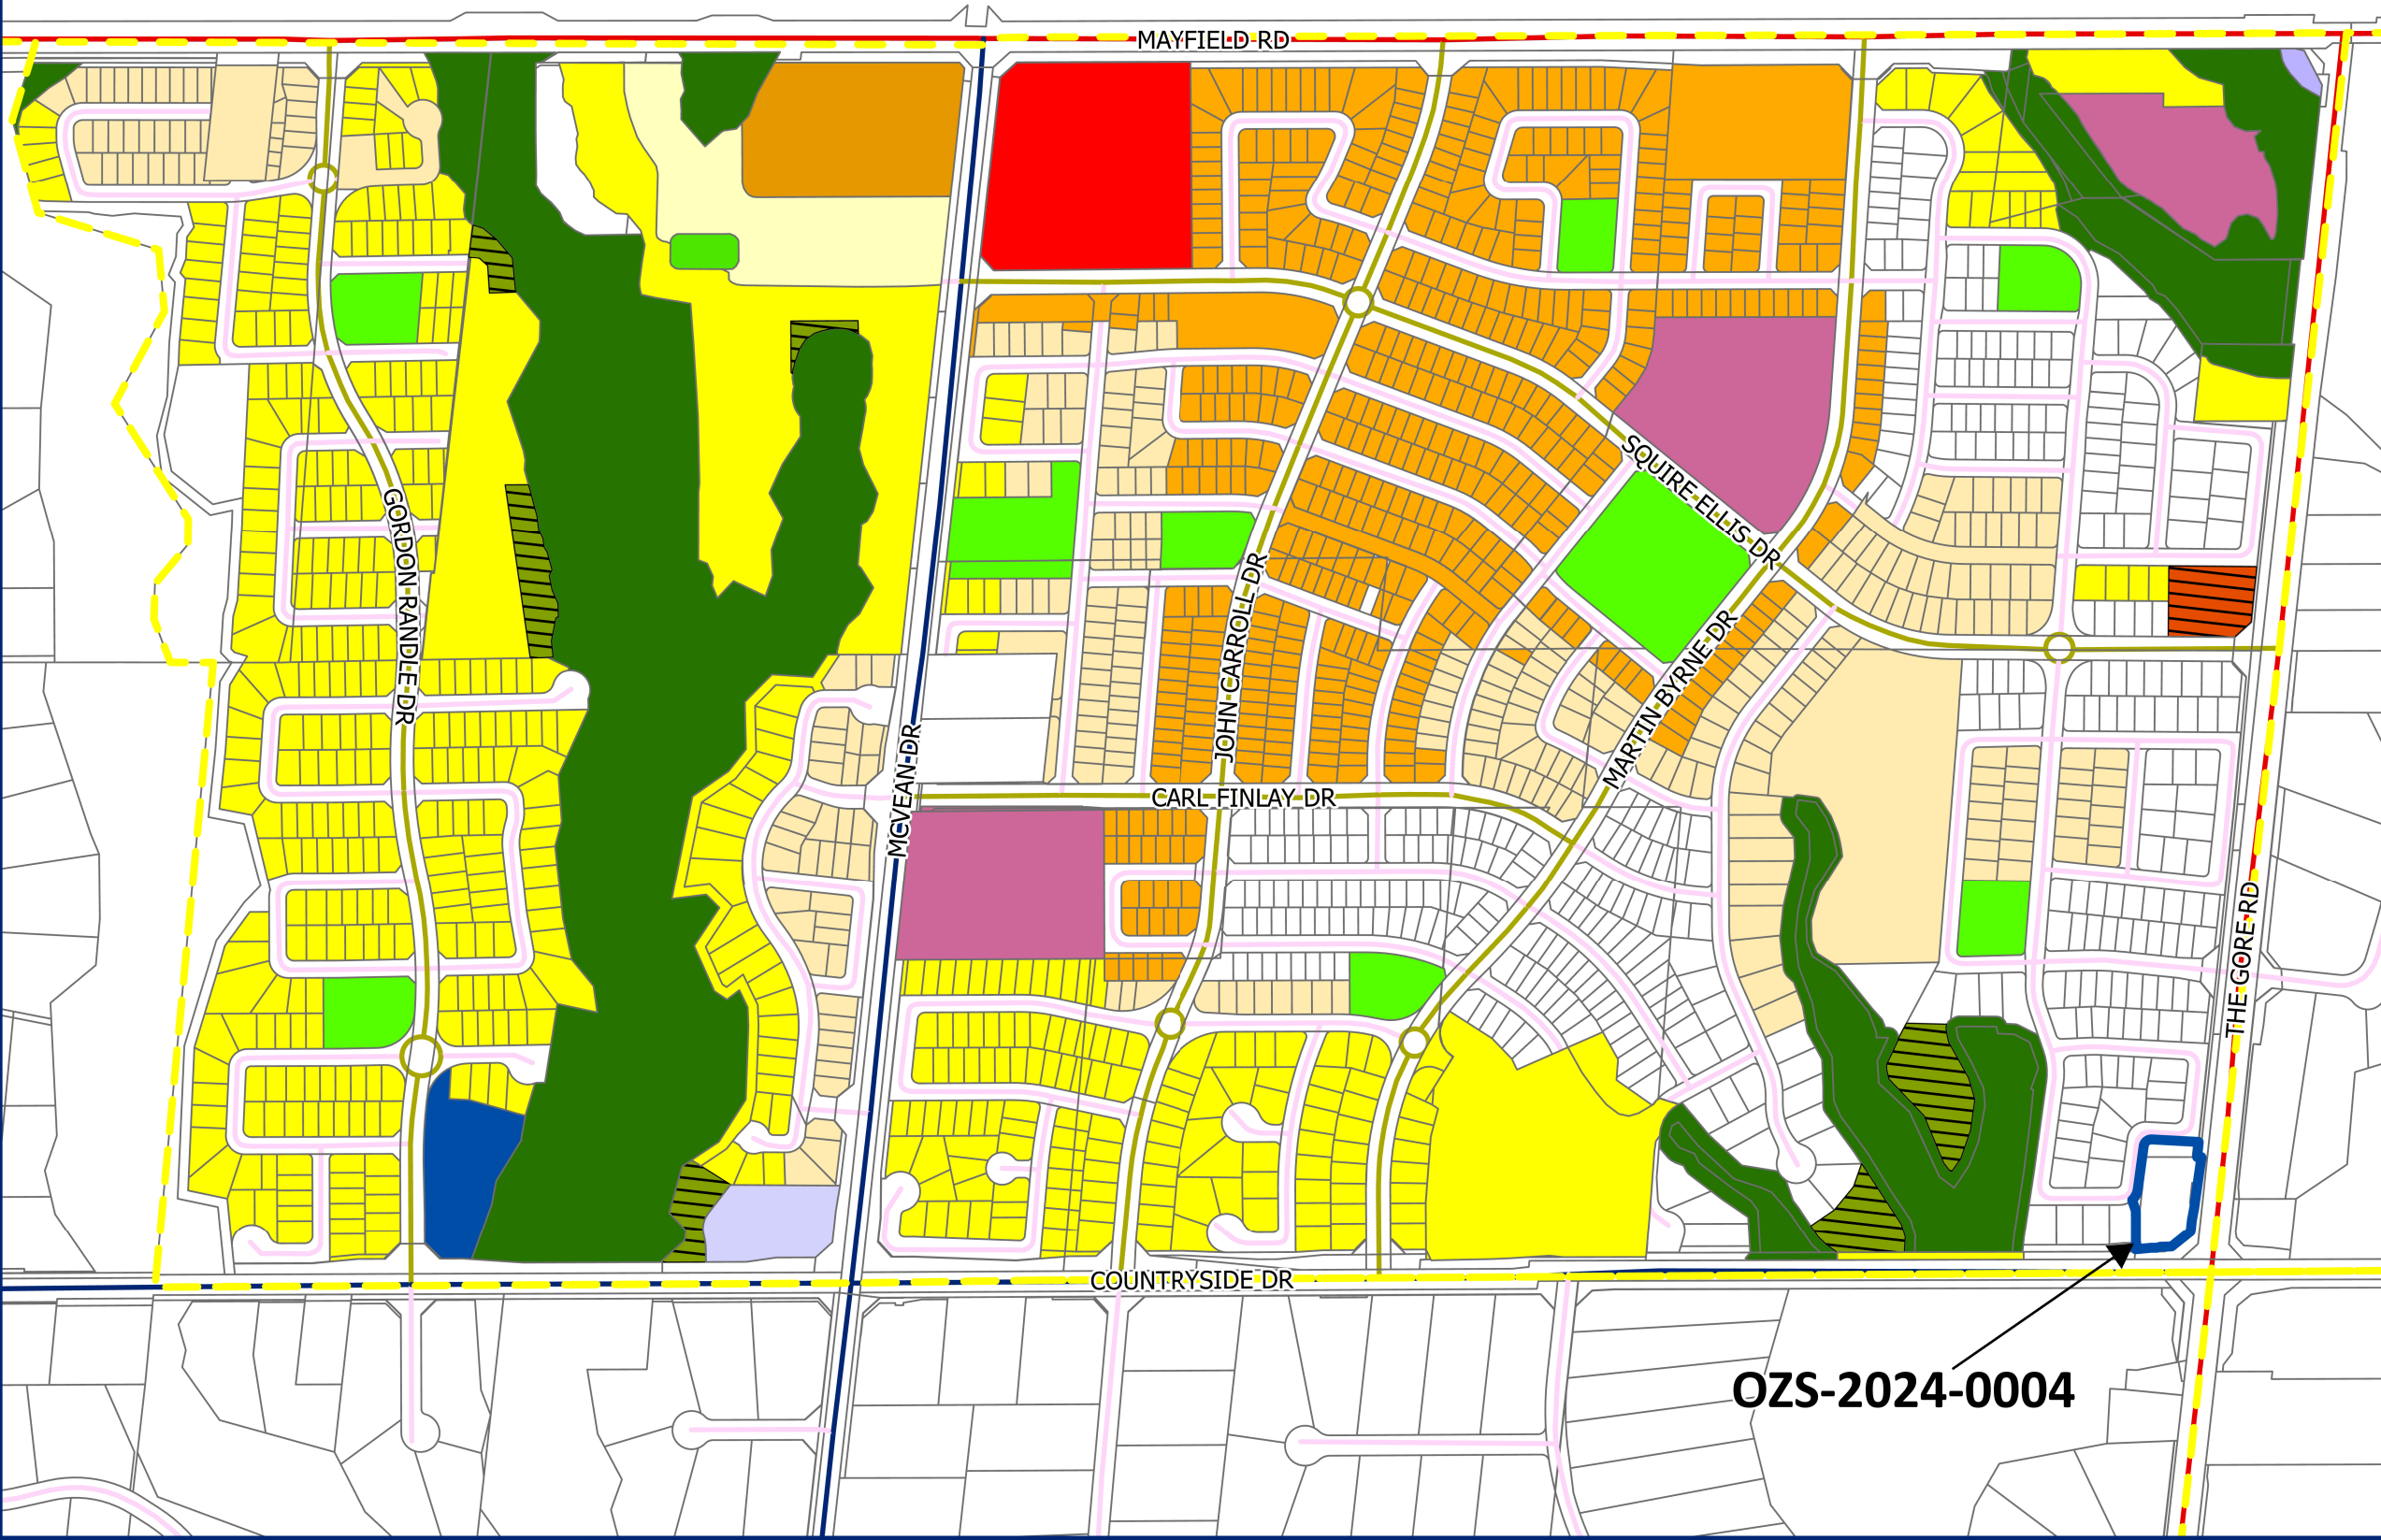 MAYFIELD RD
SQUIRE ELLIS DR
GORDON RANDLE DR
JOHN CARROLL DR
MARTIN BYRNE DR
MCVEAN DR
CARL FINLAY DR
THE GORE RD
COUNTRYSIDE DR
OZS-2024-0004